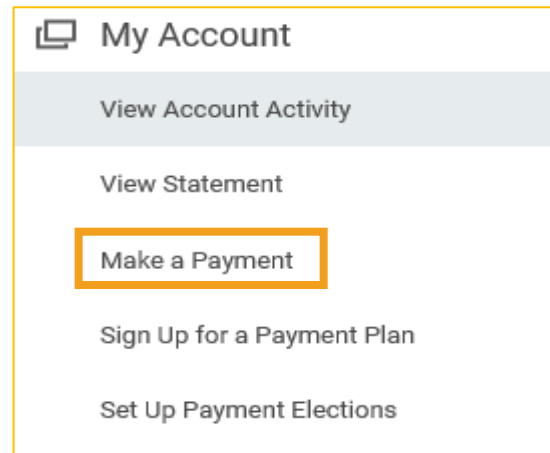 My Account
View Account Activity
View Statement
Make a Payment
Sign Up for a Payment Plan
Set Up Payment Elections